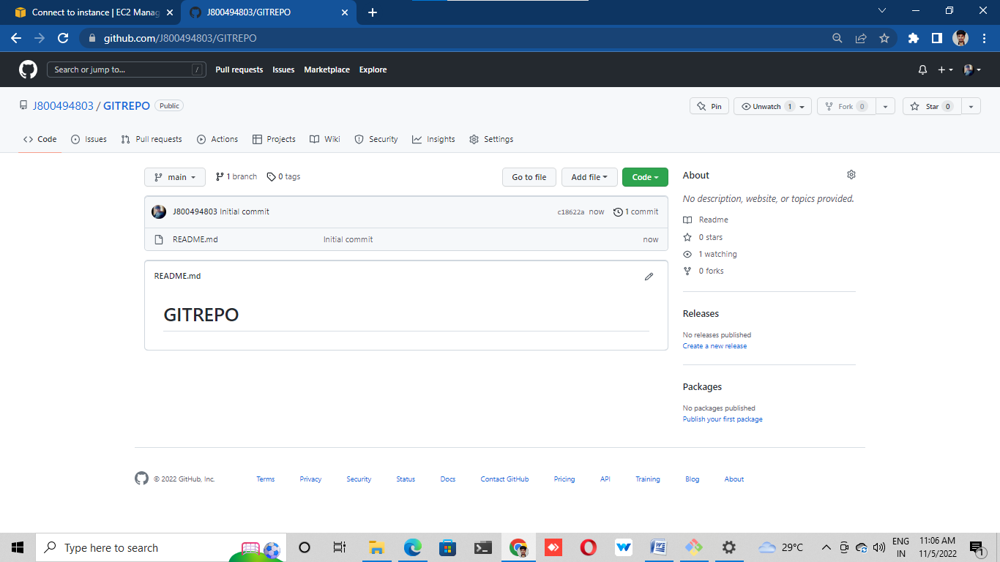 Connect to instance | EC2 Manag
J800494803/GITREPO
github.com/J800494803/GITREPO
Search or jump to... /
Pull requests Issues Marketplace Explore
J800494803 / GITREPO Public
Pin Unwatch 1 Fork 0 Star 0
Code Issues Pull requests Actions Projects Wiki Security Insights Settings
main 1 branch 0 tags Go to file Add file Code
J800494803 Initial commit c18622a now 1 commit
README.md Initial commit now
README.md
GITREPO
About
No description, website, or topics provided.
Readme
0 stars
1 watching
0 forks
Releases
No releases published
Create a new release
Packages
No packages published
Publish your first package
© 2022 GitHub, Inc. Terms Privacy Security Status Docs Contact GitHub Pricing API Training Blog About
Type here to search
29°C
ENG
IN
11:06 AM
11/5/2022
1